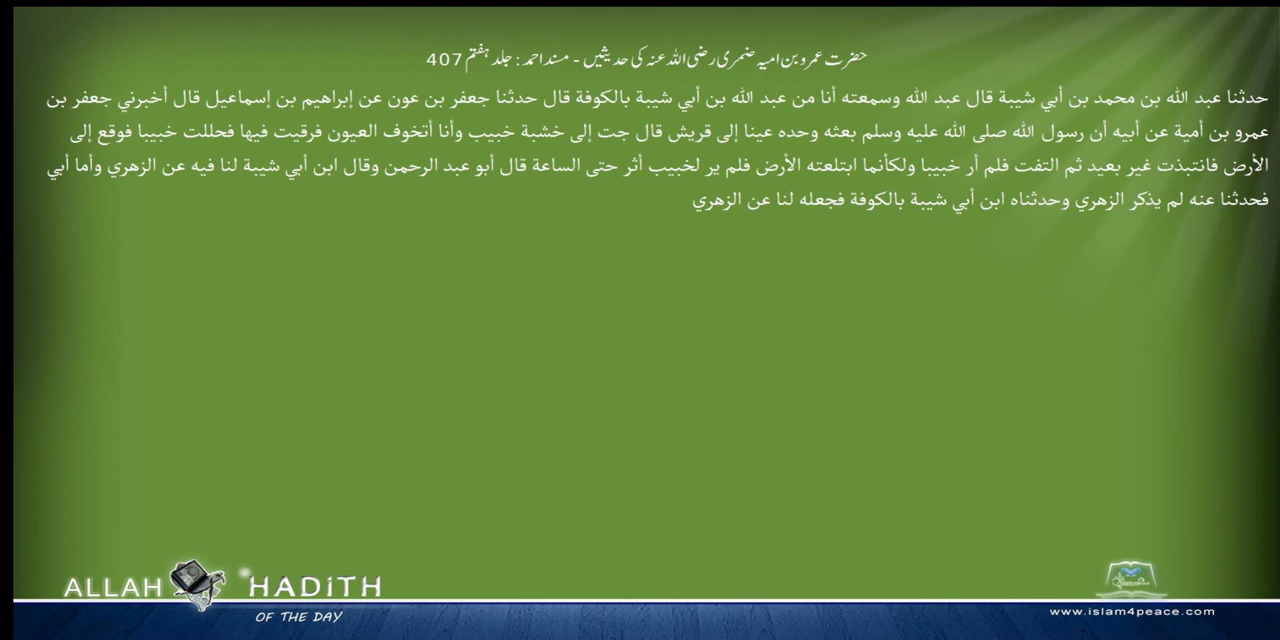 حضرت عمرو بن امیہ ضمری رضی اللہ عنہ کی حدیثیں - مسند احمد : جلد ہفتم 407
حدثنا عبد الله بن محمد بن أبي شيبة قال عبد الله وسمعته أنا من عبد الله بن أبي شيبة بالكوفة قال حدثنا جعفر بن عون عن إبراهيم بن إسماعيل قال أخبرني جعفر بن
عمرو بن أمية عن أبيه أن رسول الله صلى الله عليه وسلم بعثه وحده عينا إلى قريش قال جت إلى خشبة خبيب وأنا أتخوف العيون فرقيت فيها فحللت خبيبا فوقع إلى
الأرض فانتبذت غير بعيد ثم التفت فلم أر خبيبا ولكأنما ابتلعته الأرض فلم ير لخبيب أثر حتى الساعة قال أبو عبد الرحمن وقال ابن أبي شيبة لنا فيه عن الزهري وأما أبي
فحدثنا عنه لم يذكر الزهري وحدثناه ابن أبي شيبة بالكوفة فجعله لنا عن الزهري
ALLAH HADITH
OF THE DAY
www.islam4peace.com